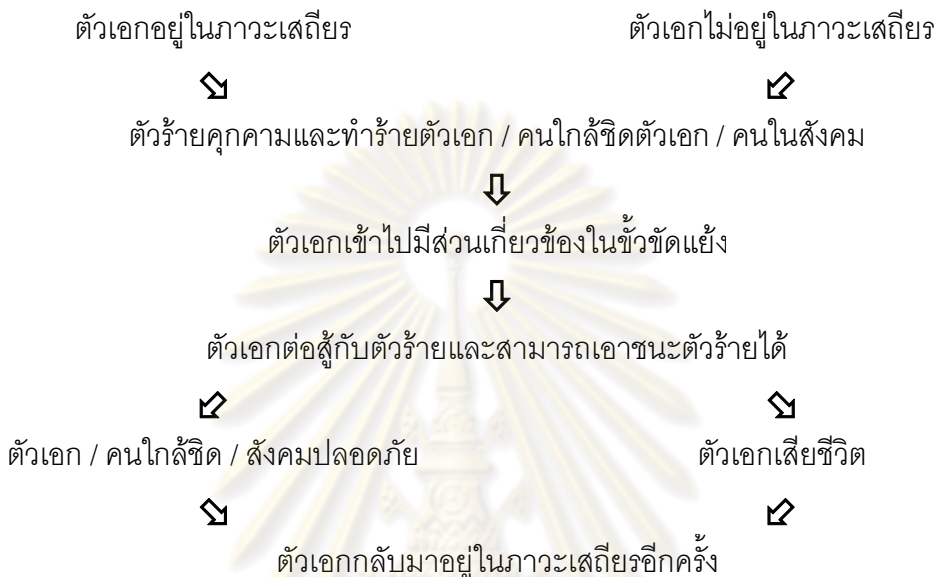 ตัวเอกอยู่ในภาวะเสถียร ตัวเอกไม่อยู่ในภาวะเสถียร
ตัวร้ายคุกคามและทำร้ายตัวเอก / คนใกล้ชิดตัวเอก / คนในสังคม
ตัวเอกเข้าไปมีส่วนเกี่ยวข้องในขั้วขัดแย้ง
ตัวเอกต่อสู้กับตัวร้ายและสามารถเอาชนะตัวร้ายได้
ตัวเอก / คนใกล้ชิด / สังคมปลอดภัย ตัวเอกเสียชีวิต
ตัวเอกกลับมาอยู่ในภาวะเสถียรอีกครั้ง